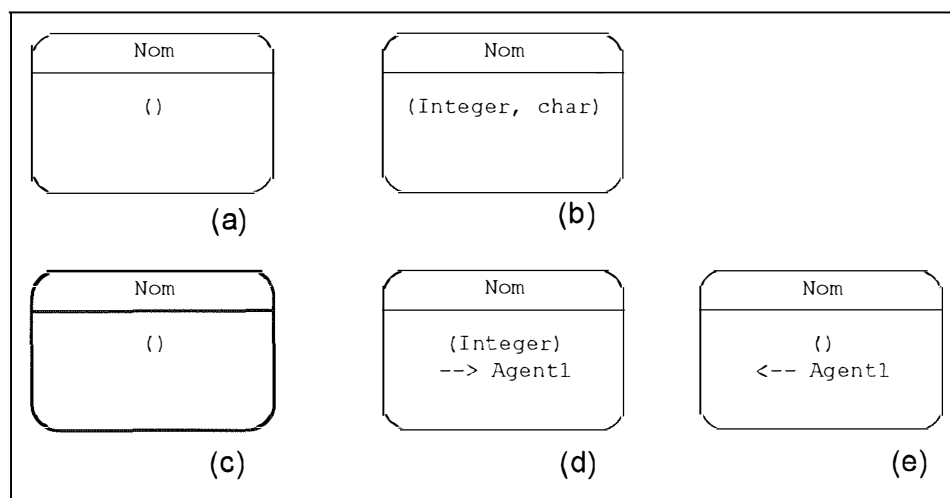 Nom
()
(a)
Nom
(Integer, char)
(b)
Nom
()
(c)
Nom
(Integer)
--> Agent1
(d)
Nom
()
<-- Agent1
(e)